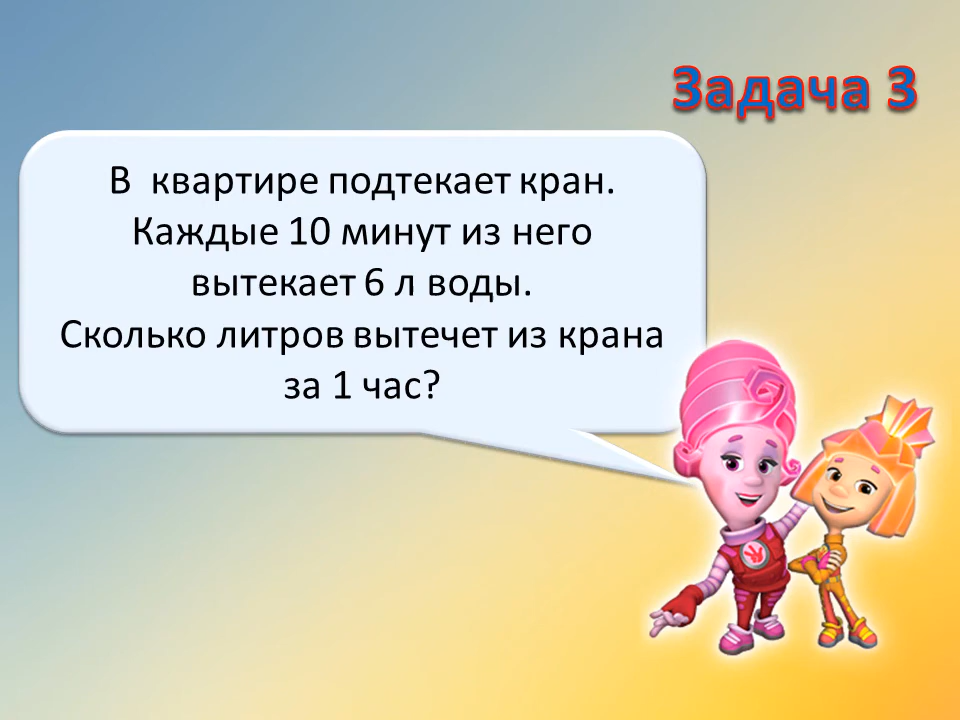 Задача 3
В квартире подтекает кран.
Каждые 10 минут из него
вытекает 6 л воды.
Сколько литров вытечет из крана
за 1 час?